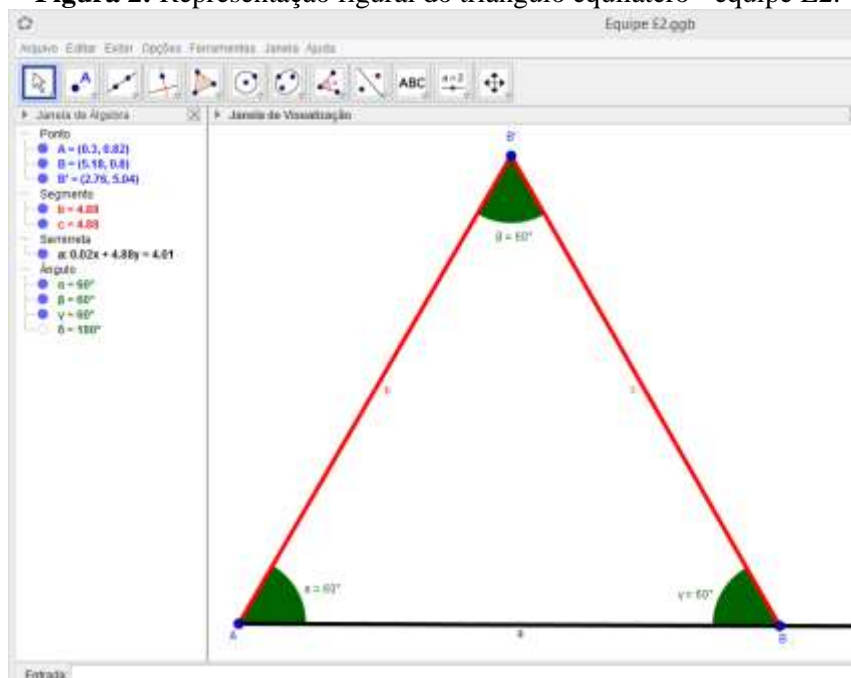 Figura 2: Representação figural do triângulo equilátero - equipe E2.
Equipe E2.ggb
Arquivo Editar Exibir Opções Ferramentas Janela Ajuda
A
ABC
a=2
Janela de Álgebra
Janela de Visualização
Ponto
A = (0.3, 0.82)
B = (5.18, 0.8)
B' = (2.76, 5.04)
Segmento
b = 4.88
c = 4.88
Semirreta
a: 0.02x + 4.88y = 4.01
Ângulo
α = 60°
β = 60°
γ = 60°
δ = 180°
B'
β = 60°
b
α = 60°
γ = 60°
A
a
B
Entrada: